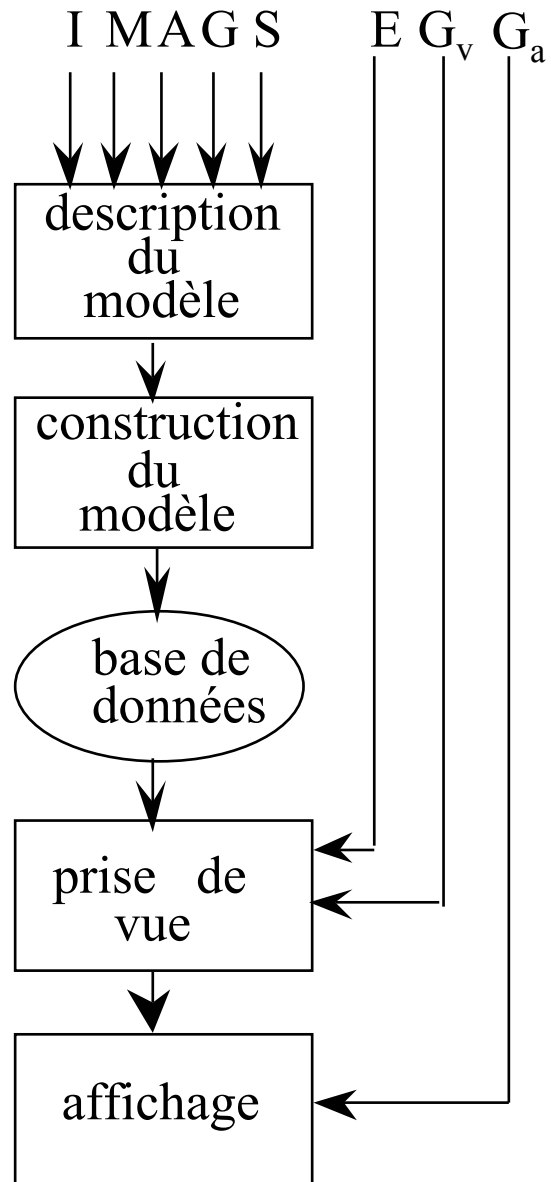 I M A G S E Gv Ga
description
du
modèle
construction
du
modèle
base de
données
prise de
vue
affichage